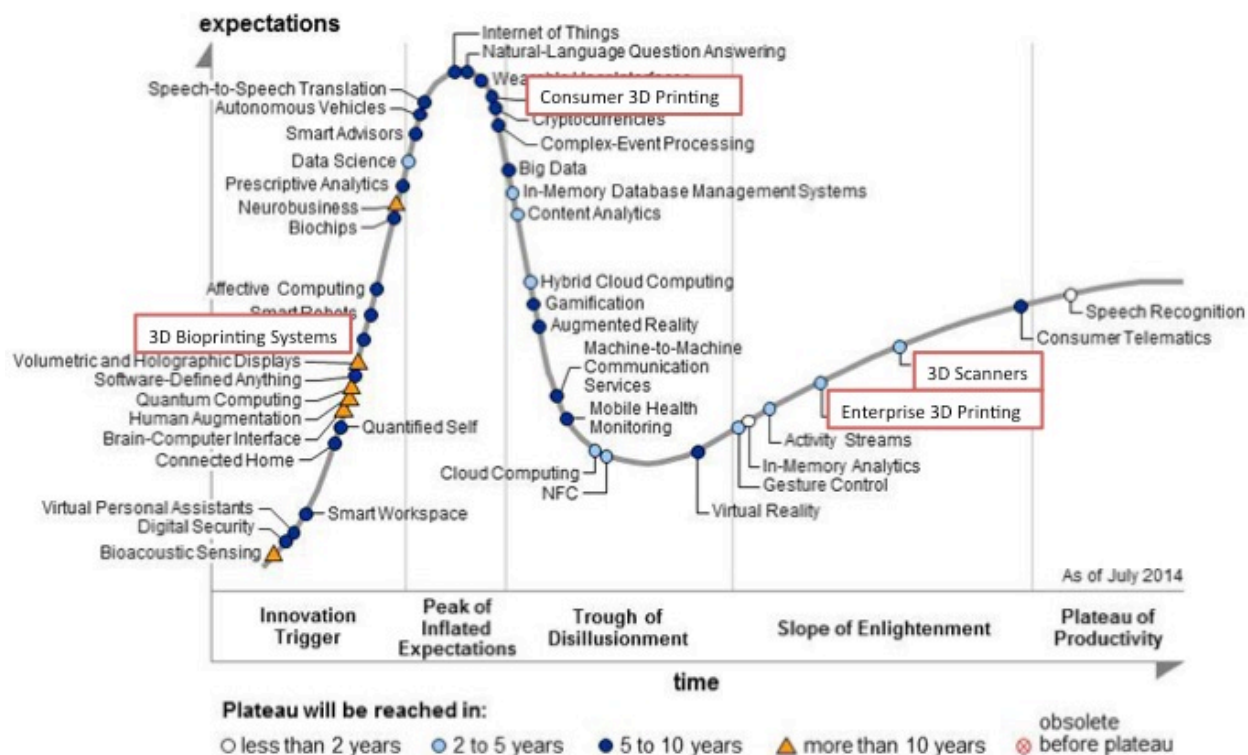 expectations
Internet of Things
Natural-Language Question Answering
Consumer 3D Printing
Cryptocurrencies
Complex-Event Processing
Speech-to-Speech Translation
Autonomous Vehicles
Smart Advisors
Data Science
Prescriptive Analytics
Neurobusiness
Biochips
Big Data
In-Memory Database Management Systems
Content Analytics
Affective Computing
3D Bioprinting Systems
Volumetric and Holographic Displays
Software-Defined Anything
Quantum Computing
Human Augmentation
Brain-Computer Interface
Connected Home
Quantified Self
Virtual Personal Assistants
Digital Security
Bioacoustic Sensing
Smart Workspace
Hybrid Cloud Computing
Gamification
Augmented Reality
Machine-to-Machine
Communication
Services
Mobile Health
Monitoring
Cloud Computing
NFC
Virtual Reality
Speech Recognition
Consumer Telematics
3D Scanners
Enterprise 3D Printing
Activity Streams
In-Memory Analytics
Gesture Control
As of July 2014
Innovation
Trigger
Peak of
Inflated
Expectations
Trough of
Disillusionment
Slope of Enlightenment
Plateau of
Productivity
time
Plateau will be reached in:
less than 2 years
2 to 5 years
5 to 10 years
more than 10 years
obsolete
before plateau